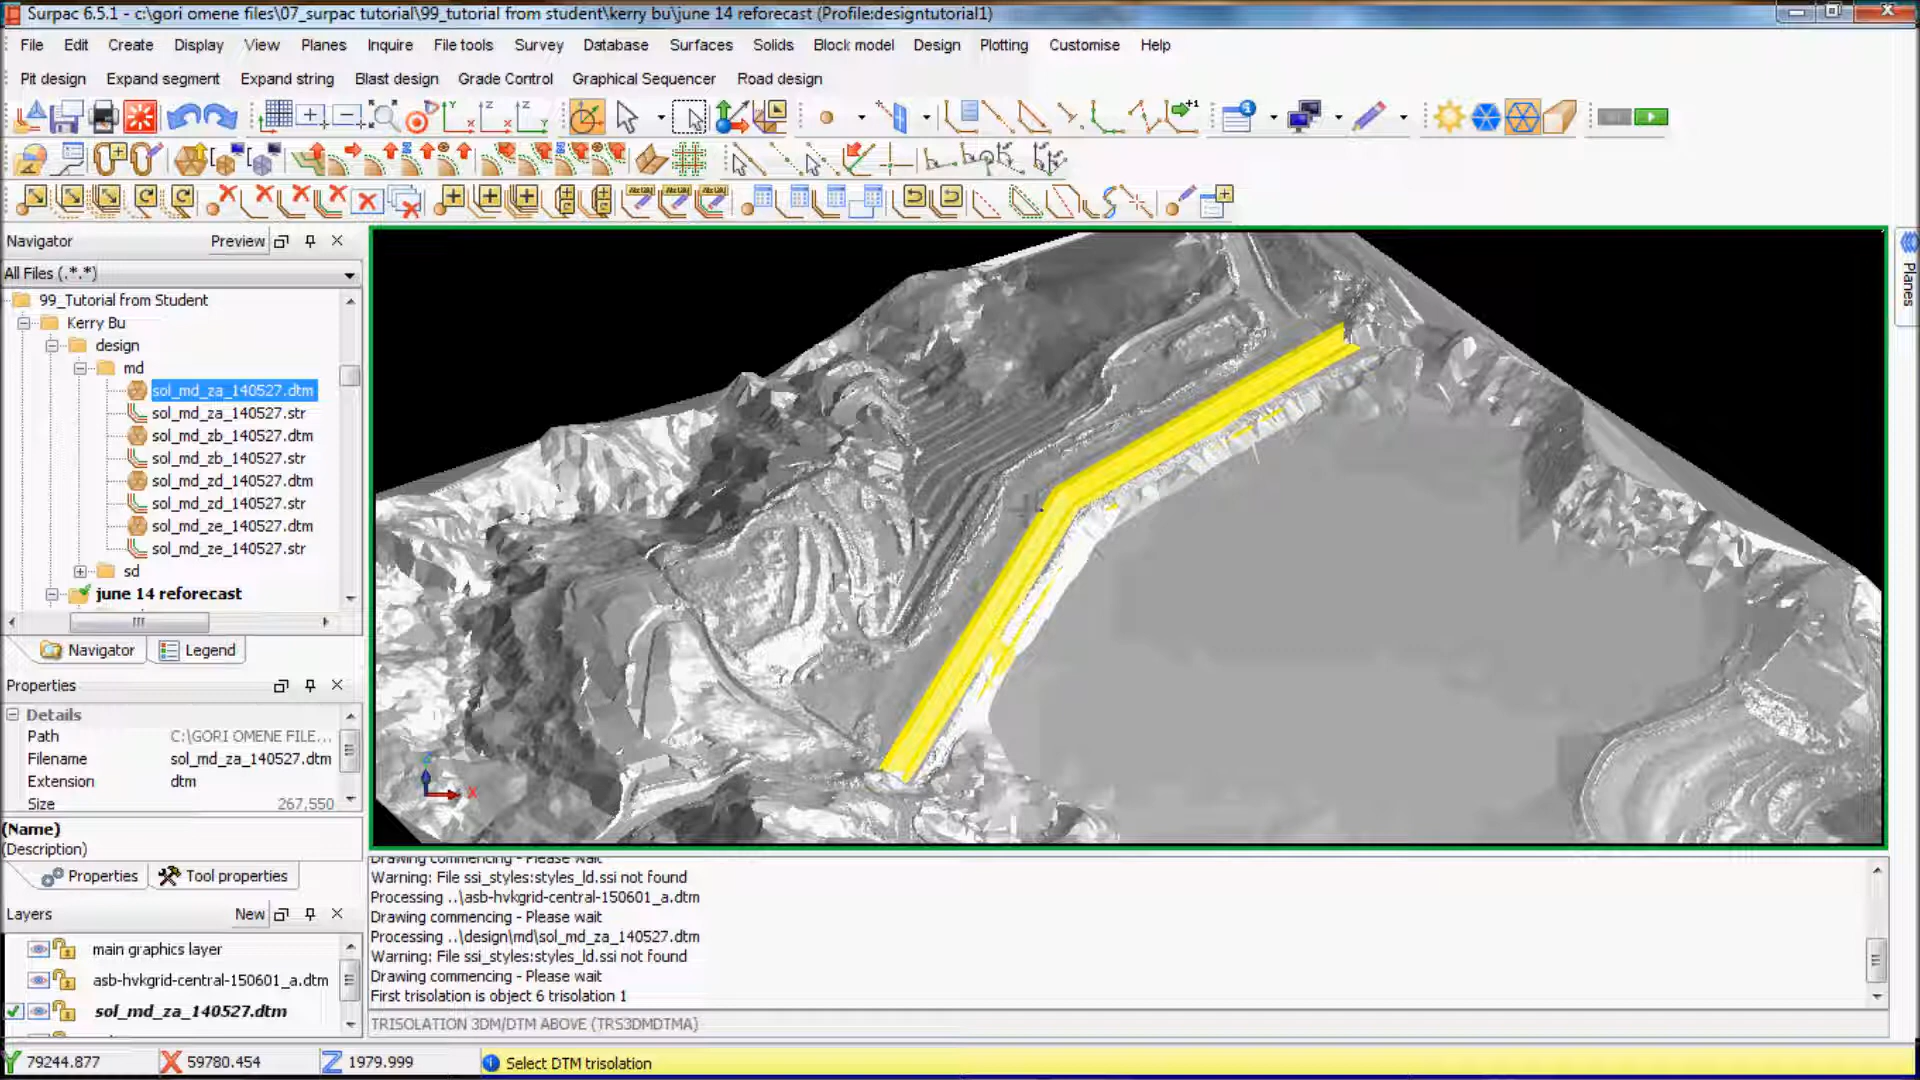 Surpac 6.5.1 - c:\gori omene files\07_surpac tutorial\99_tutorial from student\kerry bu\june 14 reforecast (Profile:designtutorial1)
File Edit Create Display View Planes Inquire File tools Survey Database Surfaces Solids Block model Design Plotting Customise Help
Pit design Expand segment Expand string Blast design Grade Control Graphical Sequencer Road design
Navigator Preview
All Files (.*.*)
99_Tutorial from Student
Kerry Bu
design
md
sol_md_za_140527.dtm
sol_md_za_140527.str
sol_md_zb_140527.dtm
sol_md_zb_140527.str
sol_md_zd_140527.dtm
sol_md_zd_140527.str
sol_md_ze_140527.dtm
sol_md_ze_140527.str
sd
june 14 reforecast
Navigator Legend
Properties
Details
Path C:\GORI OMENE FILE...
Filename sol_md_za_140527.dtm
Extension dtm
Size 267,550
(Name)
(Description)
Properties Tool properties
Layers New
main graphics layer
asb-hvkgrid-central-150601_a.dtm
sol_md_za_140527.dtm
Planes
X
Drawing commencing - Please wait
Warning: File ssi_styles:styles_ld.ssi not found
Processing ..\asb-hvkgrid-central-150601_a.dtm
Drawing commencing - Please wait
Processing ..\design\md\sol_md_za_140527.dtm
Warning: File ssi_styles:styles_ld.ssi not found
Drawing commencing - Please wait
First trisolation is object 6 trisolation 1
TRISOLATION 3DM/DTM ABOVE (TRS3DMDTMA)
Y 79244.877 X 59780.454 Z 1979.999 Select DTM trisolation